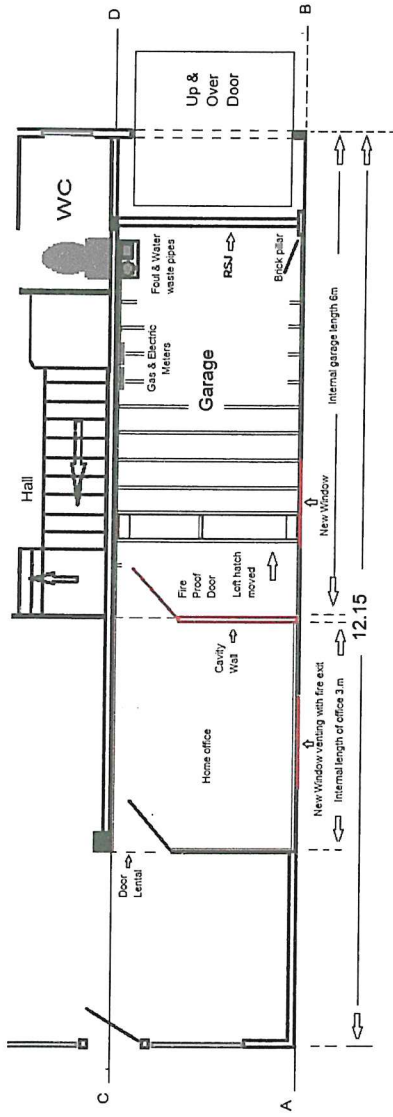 D
B
Up &
Over
Door
WC
Foul & Water
waste pipes
RSJ
Brick pillar
Gas & Electric
Meters
Garage
Internal garage length 6m
Hall
New Window
Fire
Proof
Door
Loft hatch
moved
Cavity
Wall
12.15
Home office
New Window venting with fire exit
Internal length of office 3.m
Door
Lental
C
A